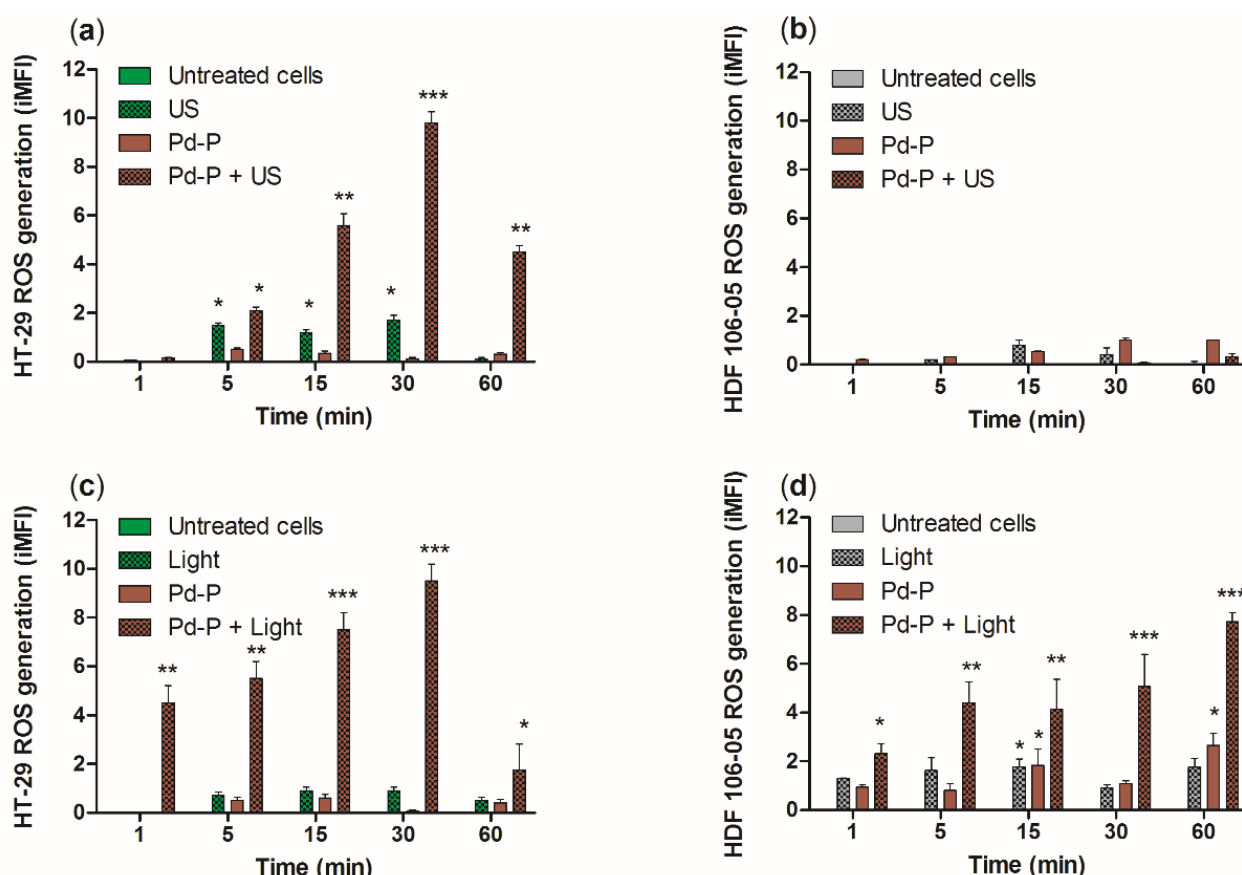 (a)
HT-29 ROS generation (iMFI)
12
10
8
6
4
2
0
Untreated cells
US
Pd-P
Pd-P + US
* * * ** * *** **
1 5 15 30 60
Time (min)
(b)
HDF 106-05 ROS generation (iMFI)
12
10
8
6
4
2
0
Untreated cells
US
Pd-P
Pd-P + US
1 5 15 30 60
Time (min)
(c)
HT-29 ROS generation (iMFI)
12
10
8
6
4
2
0
Untreated cells
Light
Pd-P
Pd-P + Light
** ** *** *** *
1 5 15 30 60
Time (min)
(d)
HDF 106-05 ROS generation (iMFI)
12
10
8
6
4
2
0
Untreated cells
Light
Pd-P
Pd-P + Light
* ** * * ** *** * ***
1 5 15 30 60
Time (min)